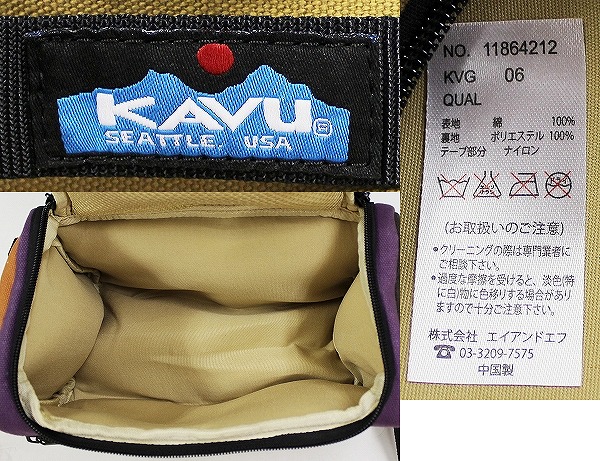 KAVU
SEATTLE, USA
NO. 11864212
KVG 06
QUAL
表地 綿 100%
裏地 ポリエステル 100%
テープ部分 ナイロン
(お取扱いのご注意)
●クリーニングの際は専門業者に
ご相談下さい。
●過度な摩擦を受けると、淡色(特
に白)物に色移りする場合があり
ますので十分ご注意下さい。
株式会社 エイアンドエフ
☎ 03-3209-7575
中国製